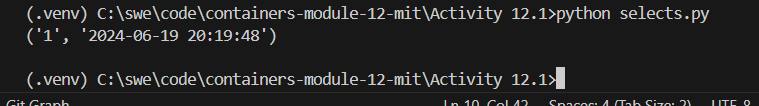 (.venv) C:\swe\code\containers-module-12-mit\Activity 12.1>python selects.py
('1', '2024-06-19 20:19:48')
(.venv) C:\swe\code\containers-module-12-mit\Activity 12.1>
Git Graph Ln 10, Col 42 Spaces: 4 (Tab Size: 2) UTF-8